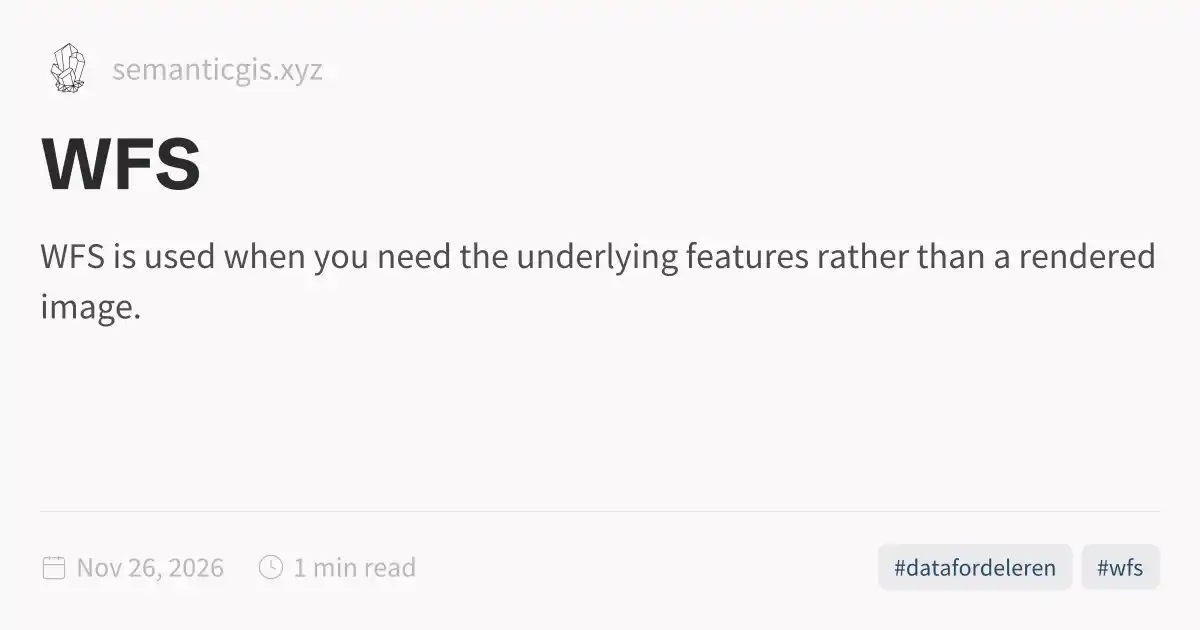 semanticgis.xyz
WFS
WFS is used when you need the underlying features rather than a rendered
image.
Nov 26, 2026 1 min read #datafordeleren #wfs